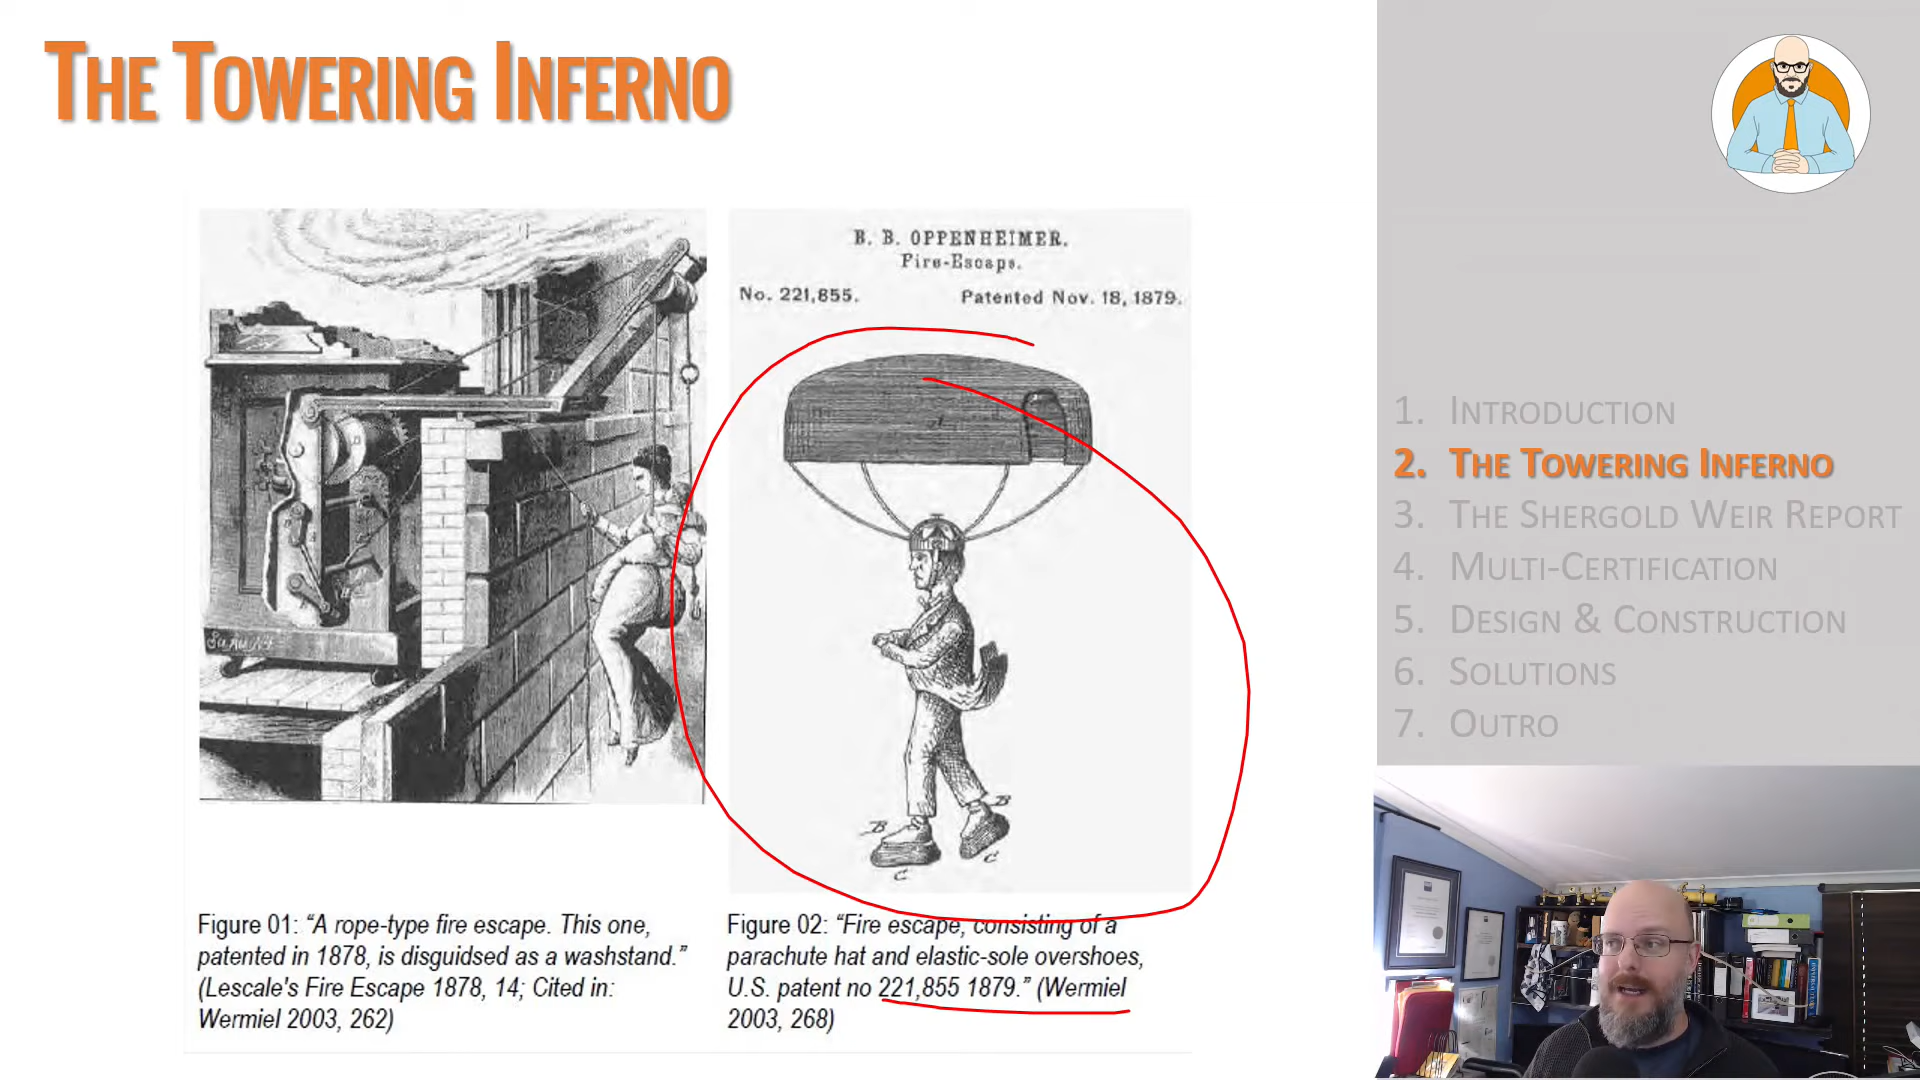 THE TOWERING INFERNO
B. B. OPPENHEIMER.
Fire-Escape.
No. 221,855.
Patented Nov. 18, 1879.
B
B
C
C
Figure 01: “A rope-type fire escape. This one,
patented in 1878, is disguidsed as a washstand.”
(Lescale's Fire Escape 1878, 14; Cited in:
Wermiel 2003, 262)
Figure 02: “Fire escape, consisting of a
parachute hat and elastic-sole overshoes,
U.S. patent no 221,855 1879.” (Wermiel
2003, 268)
1. INTRODUCTION
2. THE TOWERING INFERNO
3. THE SHERGOLD WEIR REPORT
4. MULTI-CERTIFICATION
5. DESIGN & CONSTRUCTION
6. SOLUTIONS
7. OUTRO